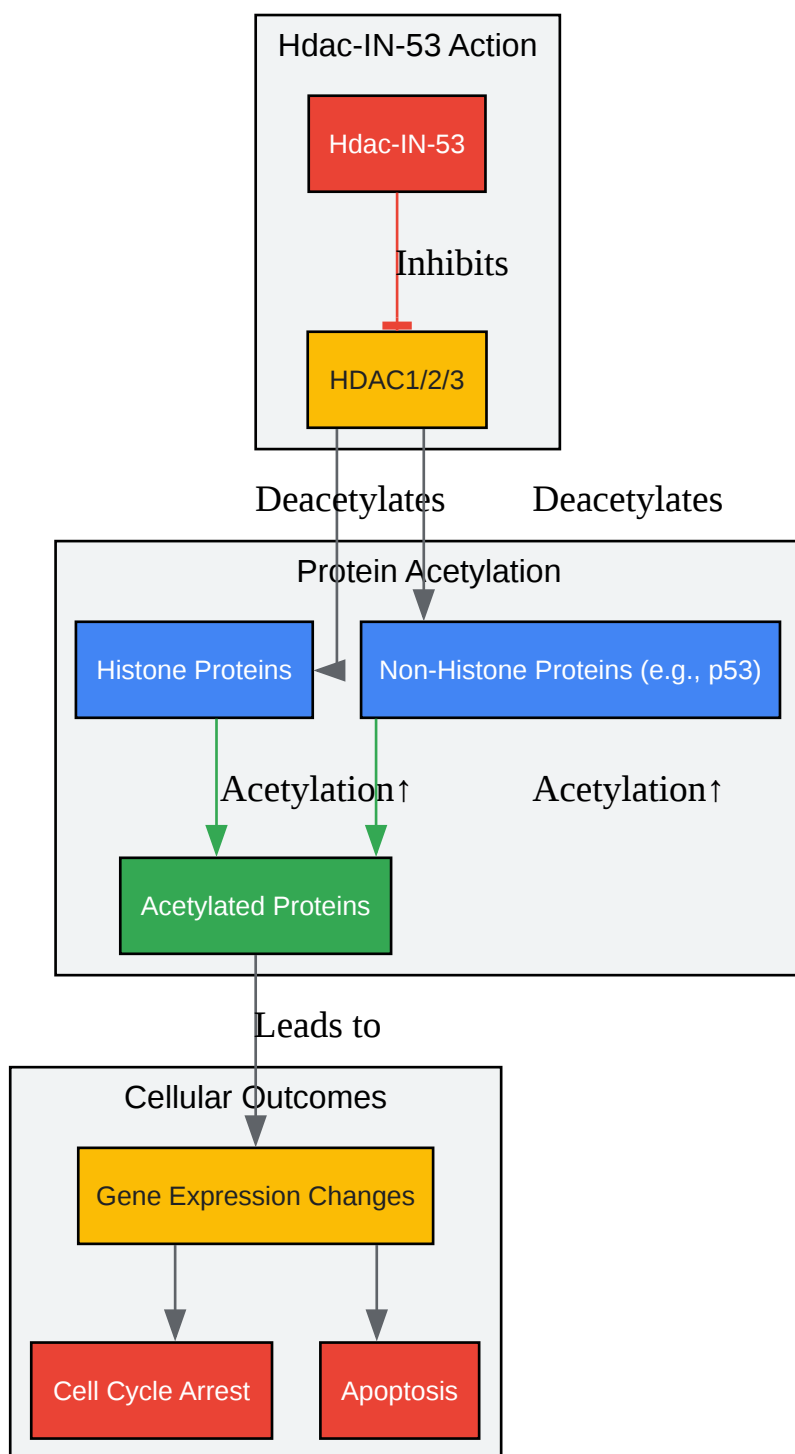 Hdac-IN-53 Action
Hdac-IN-53
Inhibits
HDAC1/2/3
Deacetylates
Deacetylates
Protein Acetylation
Histone Proteins
Non-Histone Proteins (e.g., p53)
Acetylation↑
Acetylation↑
Acetylated Proteins
Leads to
Cellular Outcomes
Gene Expression Changes
Cell Cycle Arrest
Apoptosis